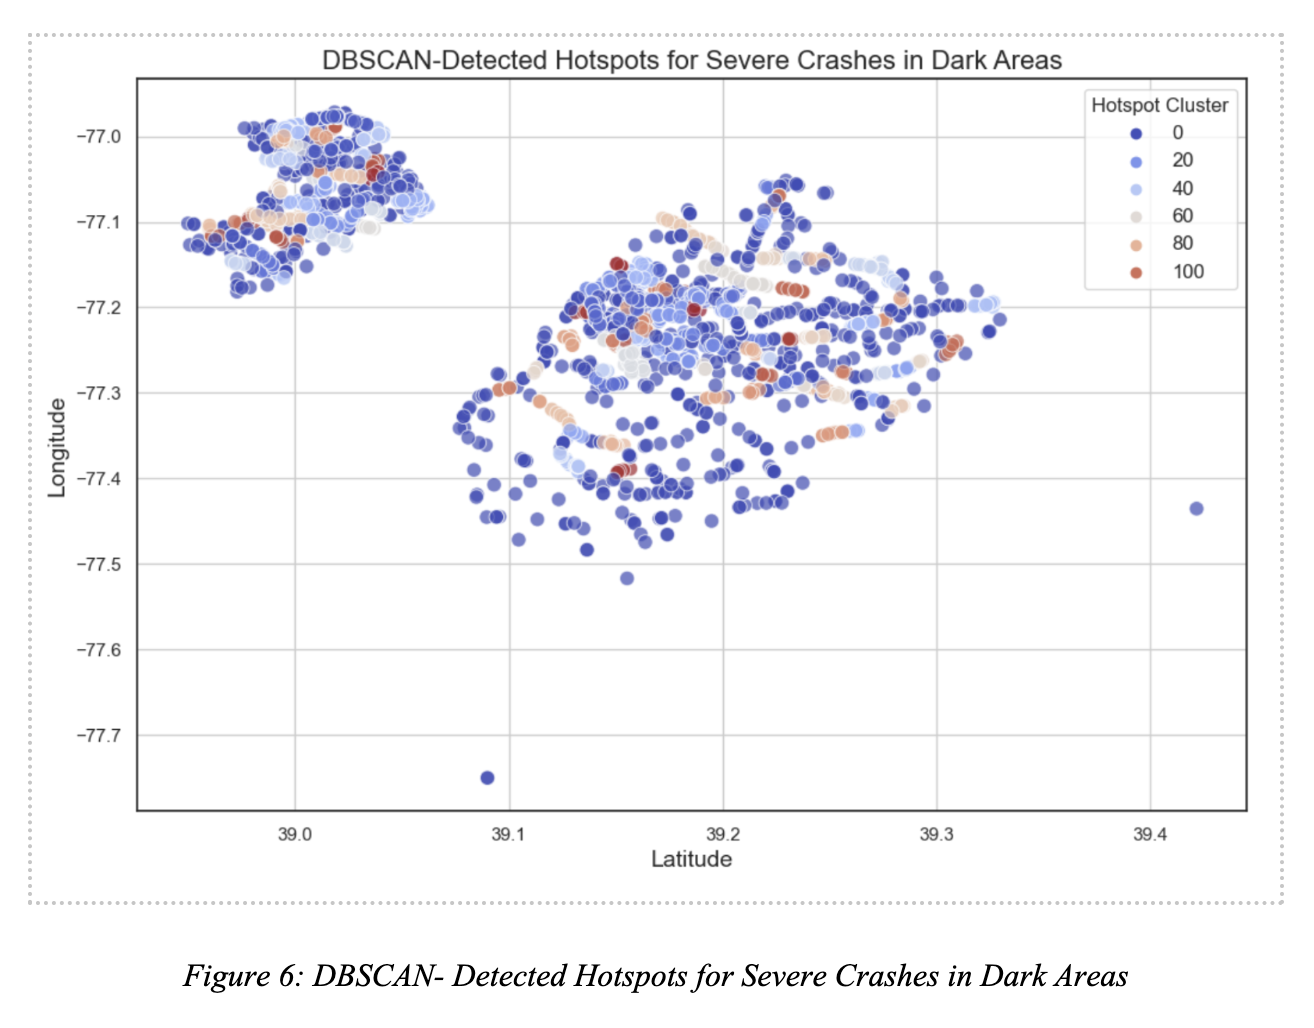 DBSCAN-Detected Hotspots for Severe Crashes in Dark Areas
Hotspot Cluster
0
20
40
60
80
100
−77.0
−77.1
−77.2
−77.3
−77.4
−77.5
−77.6
−77.7
Longitude
39.0 39.1 39.2 39.3 39.4
Latitude
Figure 6: DBSCAN- Detected Hotspots for Severe Crashes in Dark Areas